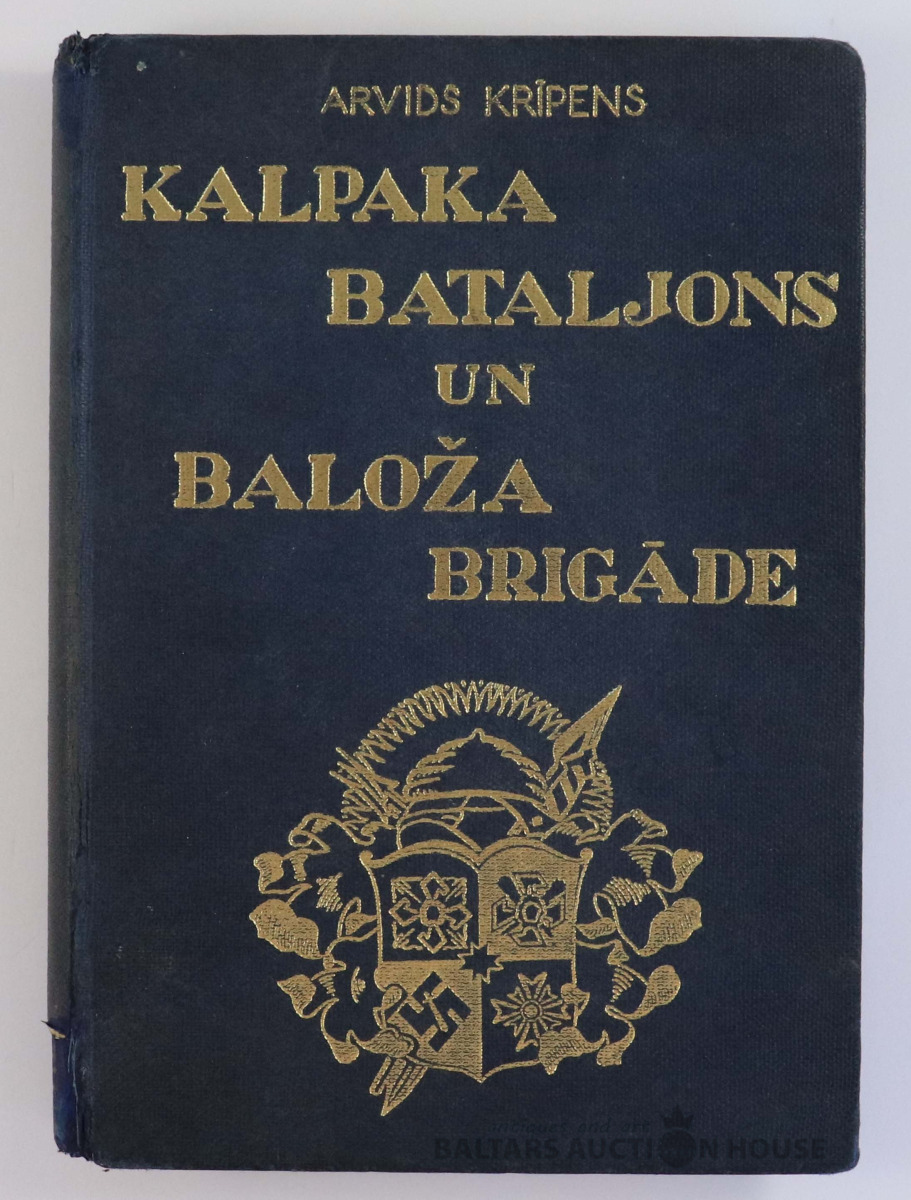 ARVIDS KRĪPENS
KALPAKA
BATALJONS
UN
BALOŽA
BRIGĀDE
BALTARS AUCTION HOUSE